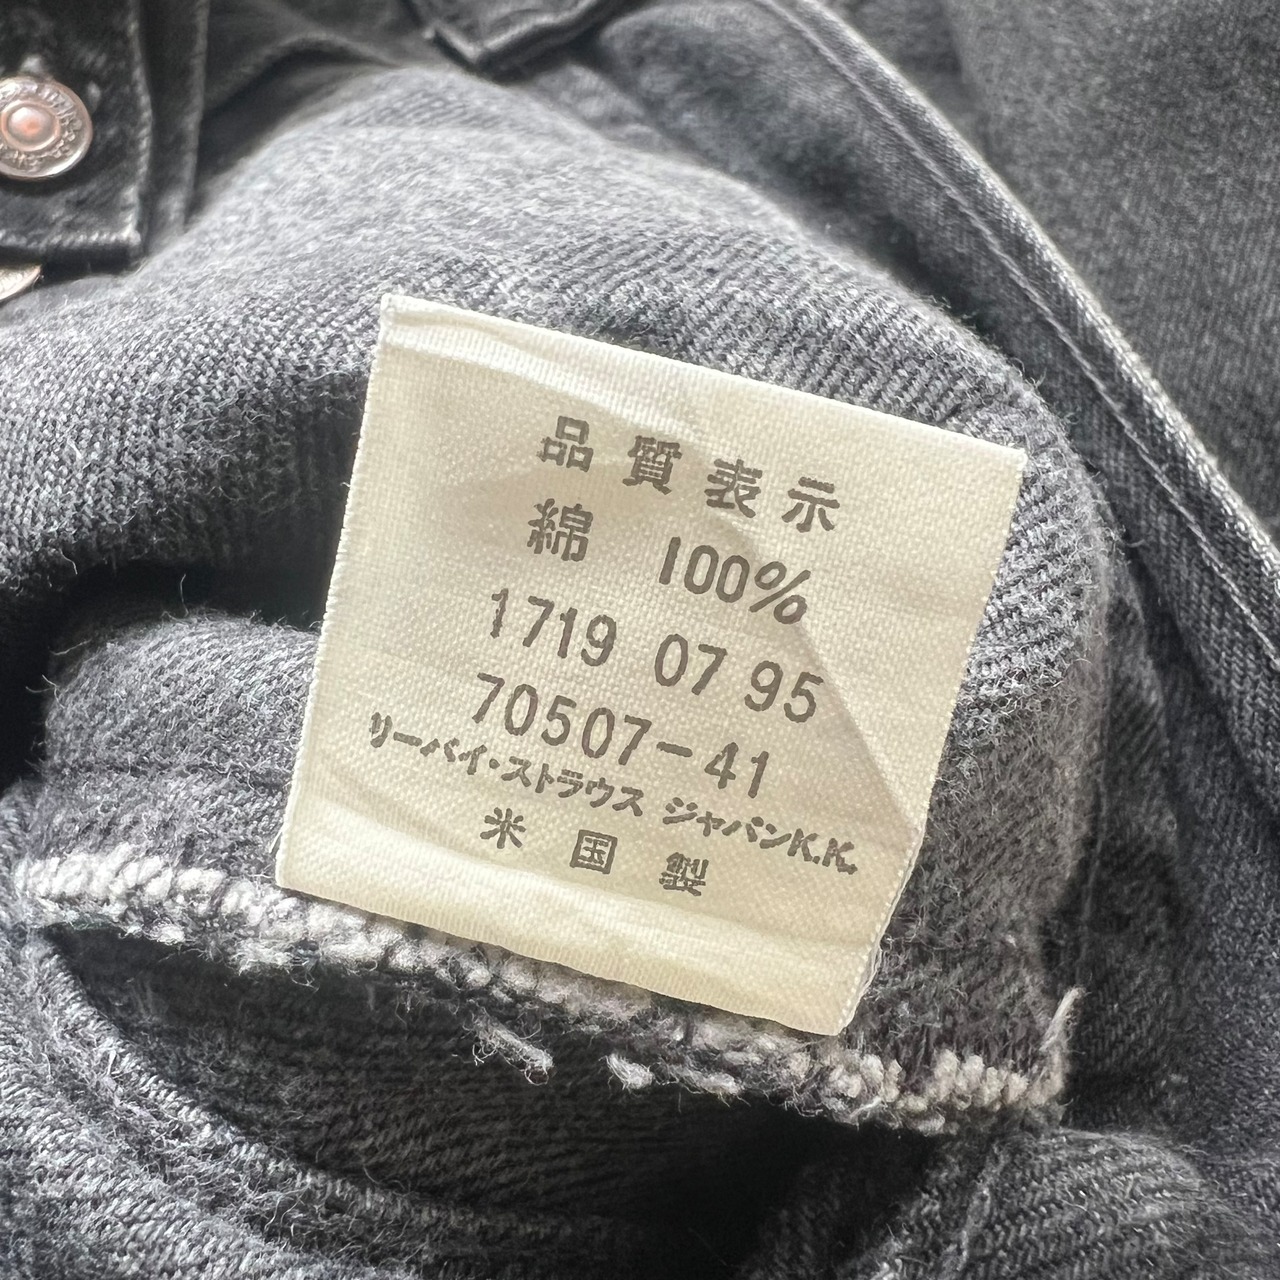 品質表示
綿 100%
1719 07 95
70507-41
リーバイ・ストラウス ジャパンK.K.
米国製